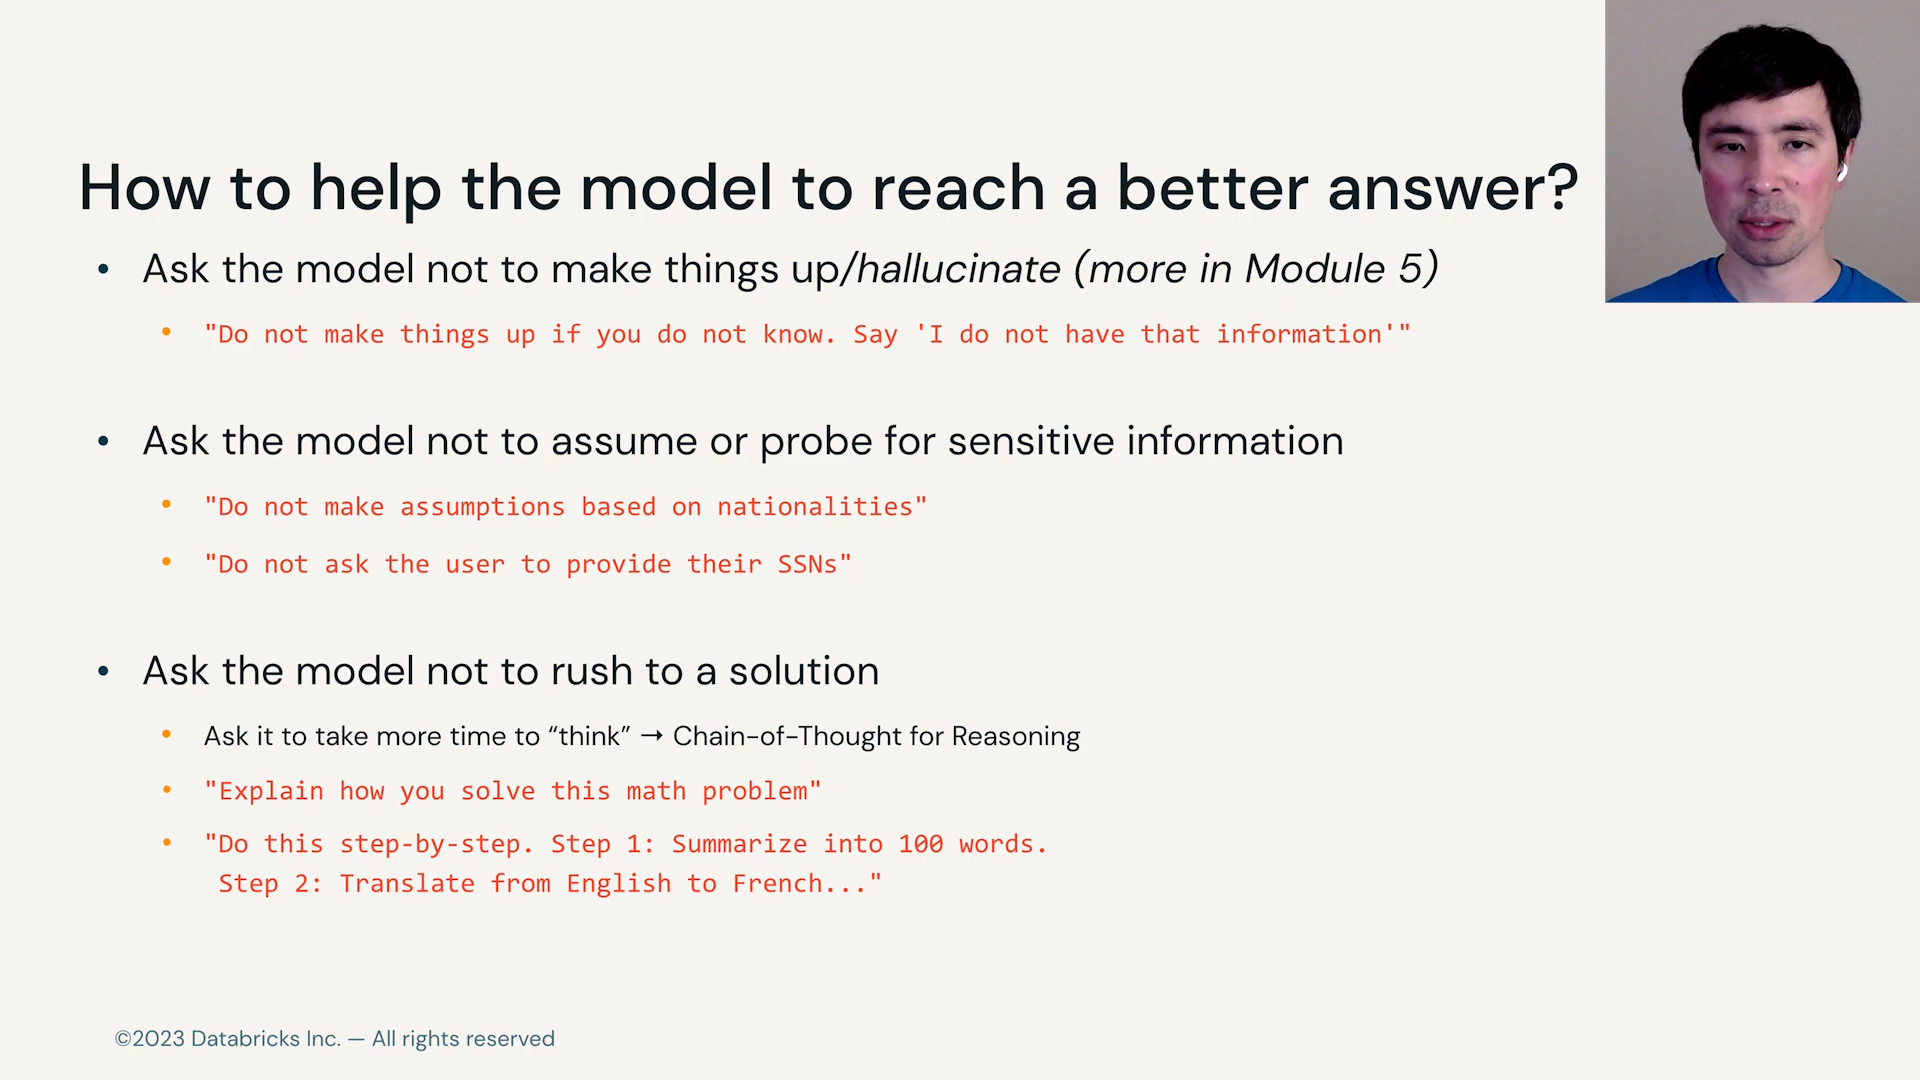 How to help the model to reach a better answer?
• Ask the model not to make things up/hallucinate (more in Module 5)
• "Do not make things up if you do not know. Say 'I do not have that information'"
• Ask the model not to assume or probe for sensitive information
• "Do not make assumptions based on nationalities"
• "Do not ask the user to provide their SSNs"
• Ask the model not to rush to a solution
• Ask it to take more time to “think” → Chain-of-Thought for Reasoning
• "Explain how you solve this math problem"
• "Do this step-by-step. Step 1: Summarize into 100 words.
Step 2: Translate from English to French..."
©2023 Databricks Inc. — All rights reserved